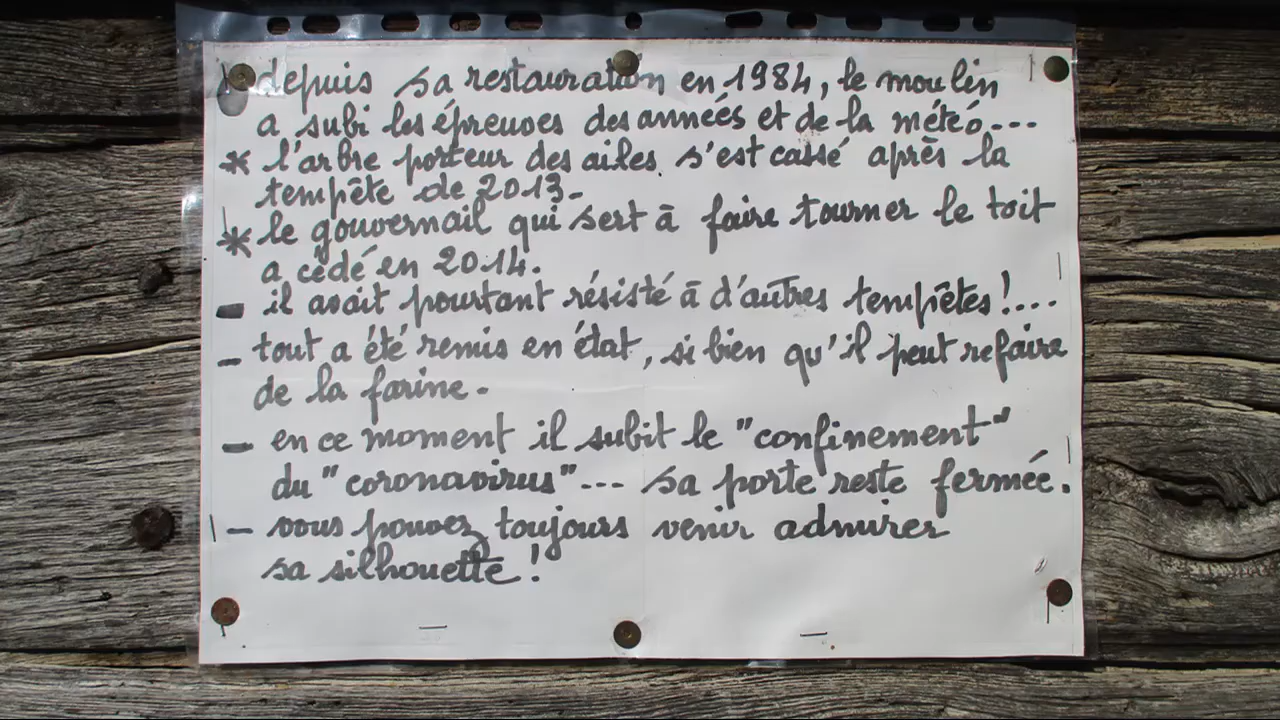 depuis sa restauration en 1984, le moulin
a subi les épreuves des années et de la météo...
* l'arbre porteur des ailes s'est cassé après la
tempête de 2013.
* le gouvernail qui sert à faire tourner le toit
a cédé en 2014.
- il avait pourtant résisté à d'autres tempêtes !...
- tout a été remis en état, si bien qu'il peut refaire
de la farine.
- en ce moment il subit le "confinement"
du "coronavirus"... sa porte reste fermée.
- vous pouvez toujours venir admirer
sa silhouette !